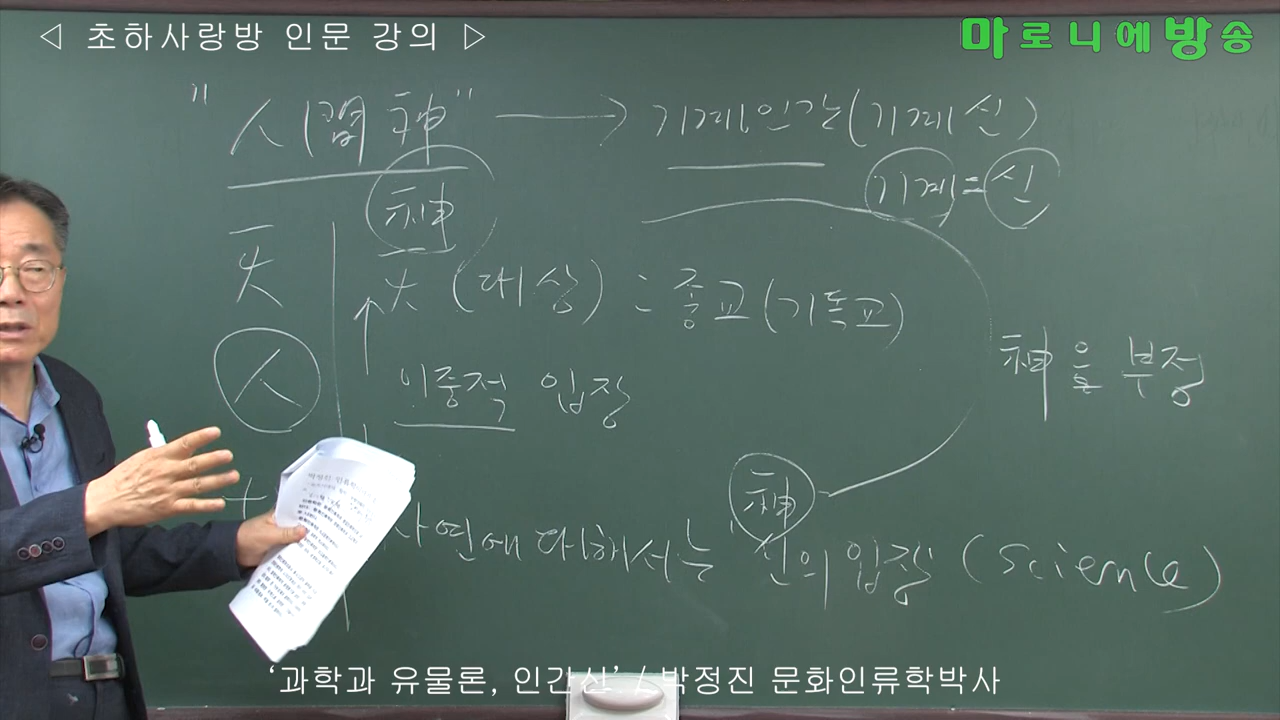 ◁ 초하사랑방 인문 강의 ▷
마로니에방송
"人間神" → 기계인간(기계신)
神 기계=신
天 天 (대상) : 종교(기독교)
人 이중적 입장
神을 부정
神
자연에 대해서는 신의 입장 (Science)
'과학과 유물론, 인간신' / 박정진 문화인류학박사